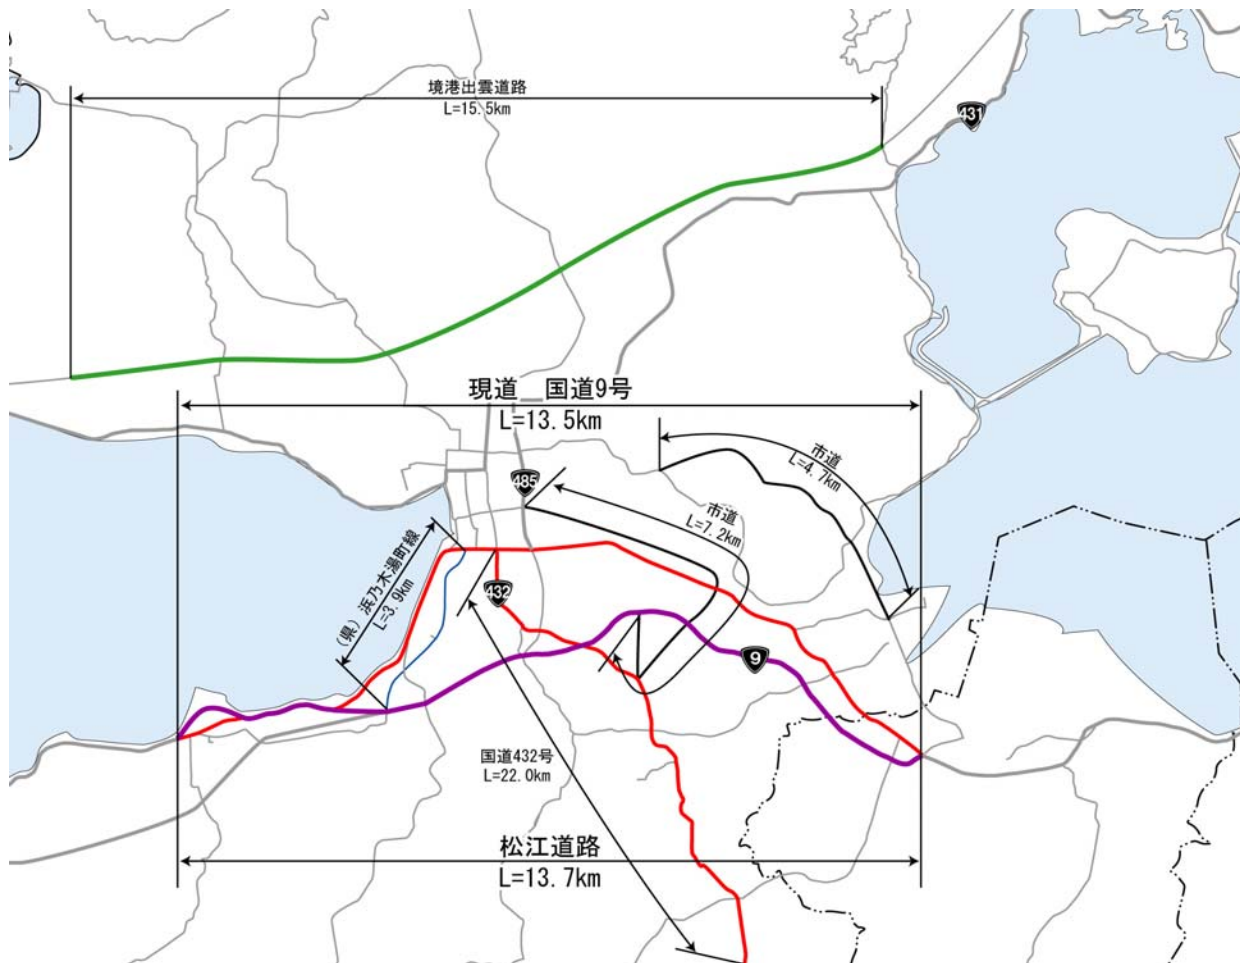 境港出雲道路
L=15.5km
431
現道 国道9号
L=13.5km
市道
L=4.7km
485
市道
L=7.2km
(県) 浜乃木湯町線
L=3.9km
432
9
国道432号
L=22.0km
松江道路
L=13.7km